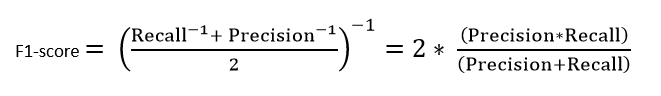 F1-score = ((Recall⁻¹ + Precision⁻¹)/2)⁻¹ = 2 * (Precision*Recall)/(Precision+Recall)